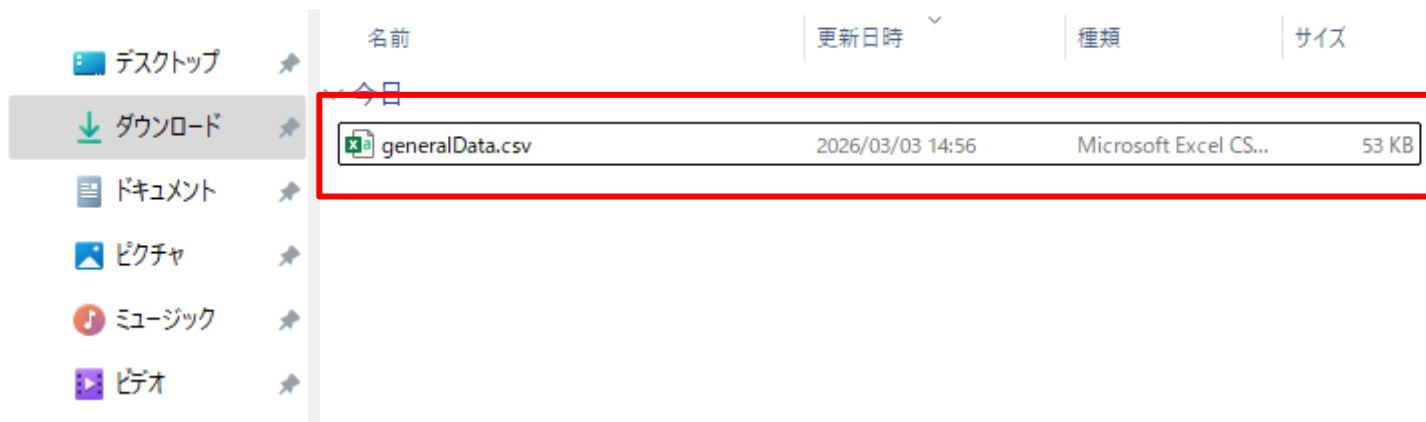 名前 更新日時 種類 サイズ
デスクトップ
今日
ダウンロード
generalData.csv 2026/03/03 14:56 Microsoft Excel CS... 53 KB
ドキュメント
ピクチャ
ミュージック
ビデオ